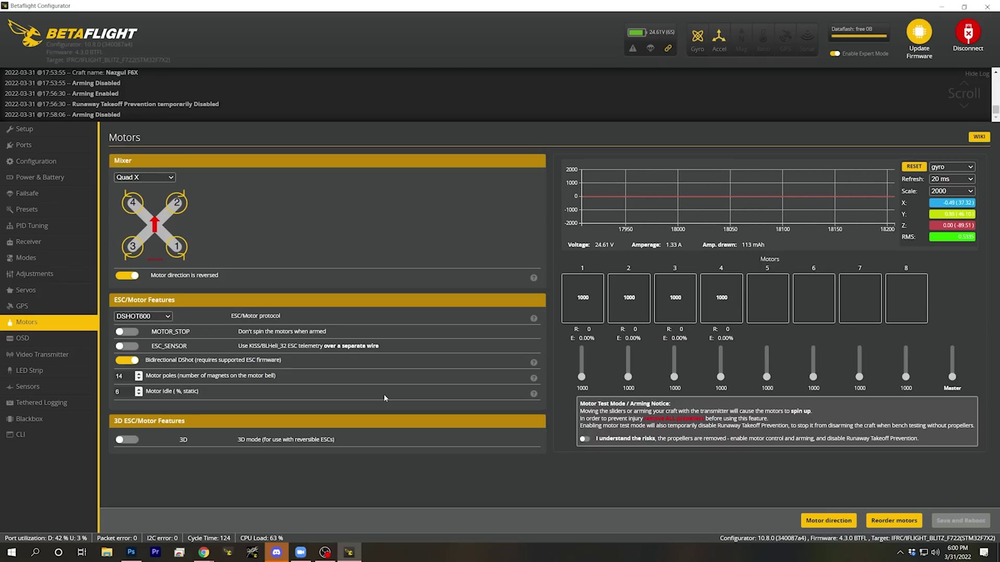 Betaflight Configurator
BETAFLIGHT
Configurator: 10.8.0 (340087a4)
Firmware: 4.3.0 BTFL
Target: IFRC/IFLIGHT_BLITZ_F722(STM32F7X2)
24.61V (6S)
Gyro
Accel
Mag
Baro
GPS
Sonar
Dataflash: free 0B
Enable Expert Mode
Update
Firmware
Disconnect
2022-03-31 @17:53:55 -- Craft name: Nazgul F6X
2022-03-31 @17:53:55 -- Arming Disabled
2022-03-31 @17:56:30 -- Arming Enabled
2022-03-31 @17:56:30 -- Runaway Takeoff Prevention temporarily Disabled
2022-03-31 @17:58:06 -- Arming Disabled
Hide Log
Scroll
Setup
Ports
Configuration
Power & Battery
Failsafe
Presets
PID Tuning
Receiver
Modes
Adjustments
Servos
GPS
Motors
OSD
Video Transmitter
LED Strip
Sensors
Tethered Logging
Blackbox
CLI
Motors
WIKI
Mixer
Quad X
4 2
3 1
Motor direction is reversed
ESC/Motor Features
DSHOT600 ESC/Motor protocol
MOTOR_STOP Don't spin the motors when armed
ESC_SENSOR Use KISS/BLHeli_32 ESC telemetry over a separate wire
Bidirectional DShot (requires supported ESC firmware)
14 Motor poles (number of magnets on the motor bell)
6 Motor Idle ( %, static)
3D ESC/Motor Features
3D 3D mode (for use with reversible ESCs)
2000
1000
0
-1000
-2000
17950 18000 18050 18100 18150 18200
RESET gyro
Refresh: 20 ms
Scale: 2000
X: -0.49 ( 37.32 )
Y: ( 46.10 )
Z: 0.00 ( -89.51 )
RMS: 0.5335
Voltage: 24.61 V Amperage: 1.33 A Amp. drawn: 113 mAh
Motors
1 2 3 4 5 6 7 8
1000 1000 1000 1000
R: 0 R: 0 R: 0 R: 0
E: 0.00% E: 0.00% E: 0.00% E: 0.00%
1000 1000 1000 1000 1000 1000 1000 1000 Master
Motor Test Mode / Arming Notice:
Moving the sliders or arming your craft with the transmitter will cause the motors to spin up.
In order to prevent injury remove ALL propellers before using this feature.
Enabling motor test mode will also temporarily disable Runaway Takeoff Prevention, to stop it from disarming the craft when bench testing without propellers.
I understand the risks, the propellers are removed - enable motor control and arming, and disable Runaway Takeoff Prevention.
Motor direction
Reorder motors
Save and Reboot
Port utilization: D: 42 % U: 3 % Packet error: 0 I2C error: 0 Cycle Time: 124 CPU Load: 63 %
Configurator: 10.8.0 (340087a4) , Firmware: 4.3.0 BTFL , Target: IFRC/IFLIGHT_BLITZ_F722(STM32F7X2)
Ps
Pr
6:00 PM
3/31/2022